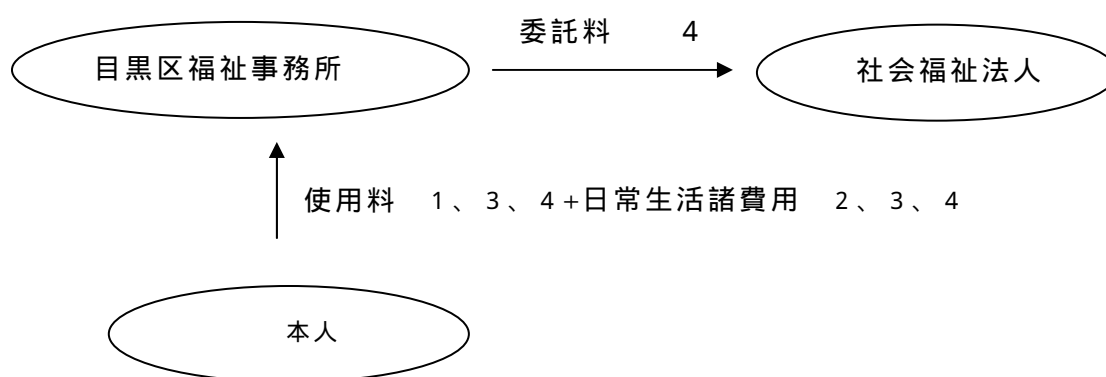 委託料 4
目黒区福祉事務所
社会福祉法人
使用料 1、3、4+日常生活諸費用 2、3、4
本人